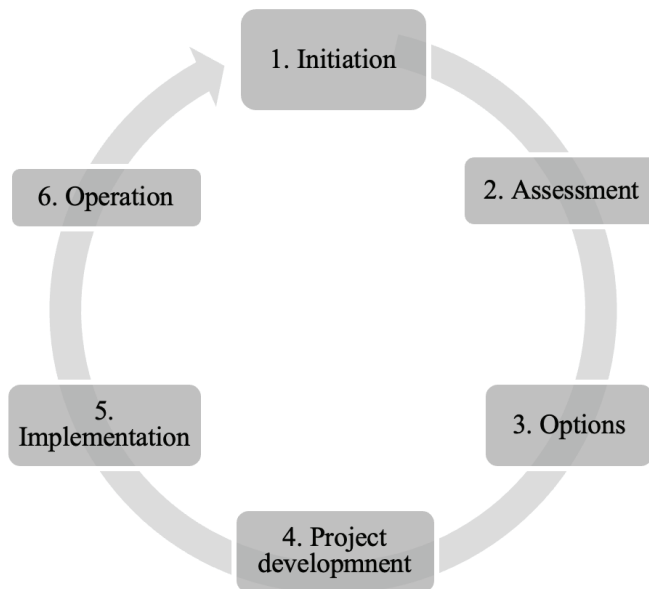 1. Initiation
2. Assessment
3. Options
4. Project
developmnent
5.
Implementation
6. Operation